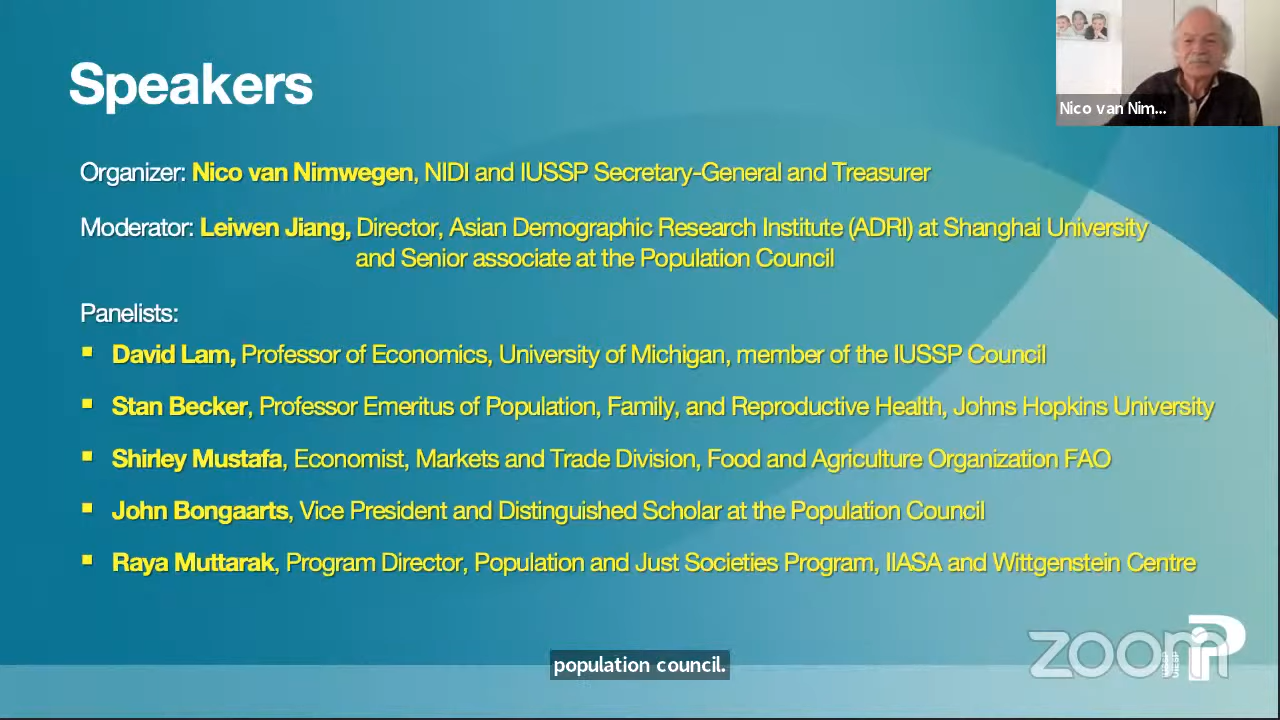 Speakers
Nico van Nim...
Organizer: Nico van Nimwegen, NIDI and IUSSP Secretary-General and Treasurer
Moderator: Leiwen Jiang, Director, Asian Demographic Research Institute (ADRI) at Shanghai University
and Senior associate at the Population Council
Panelists:
▪ David Lam, Professor of Economics, University of Michigan, member of the IUSSP Council
▪ Stan Becker, Professor Emeritus of Population, Family, and Reproductive Health, Johns Hopkins University
▪ Shirley Mustafa, Economist, Markets and Trade Division, Food and Agriculture Organization FAO
▪ John Bongaarts, Vice President and Distinguished Scholar at the Population Council
▪ Raya Muttarak, Program Director, Population and Just Societies Program, IIASA and Wittgenstein Centre
population council.
zoom